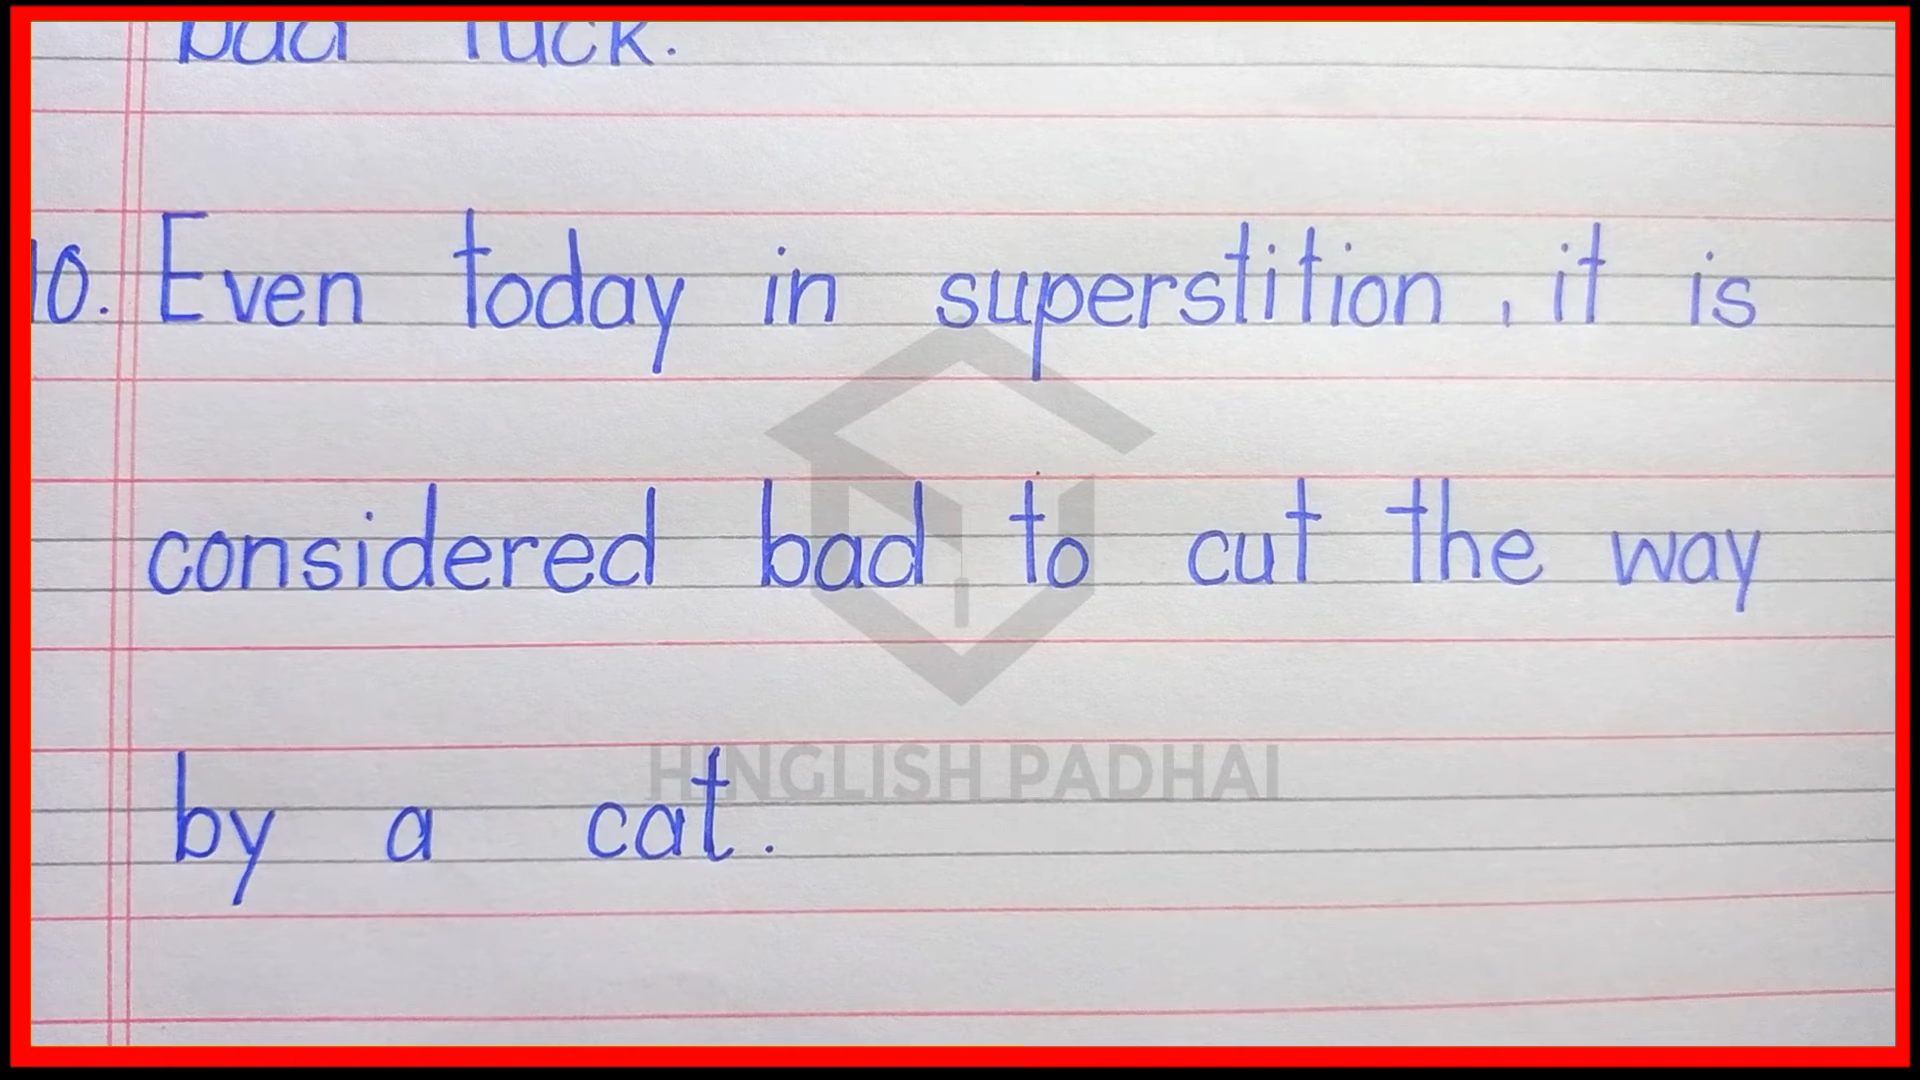 bad luck.
10. Even today in superstition, it is
considered bad to cut the way
HINGLISH PADHAI
by a cat.